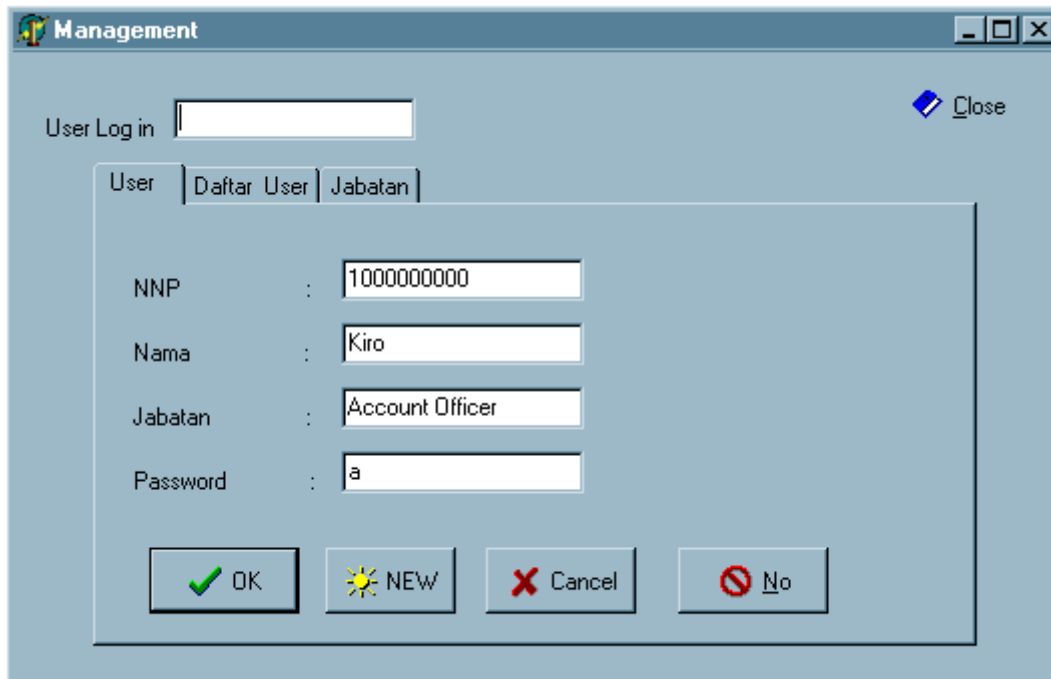 Management
Close
User Log in
User Daftar User Jabatan
NNP : 1000000000
Nama : Kiro
Jabatan : Account Officer
Password : a
OK NEW Cancel No